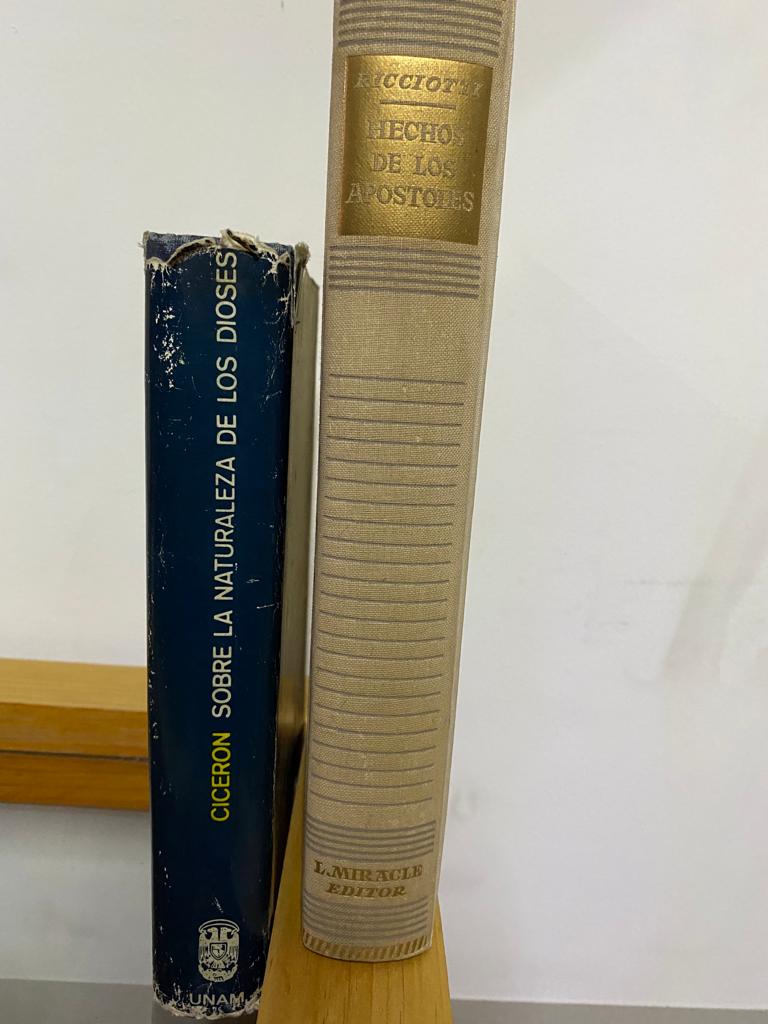 CICERON SOBRE LA NATURALEZA DE LOS DIOSES
UNAM
RICCIOTTI
HECHOS
DE LOS
APOSTOLES
L.MIRACLE
EDITOR